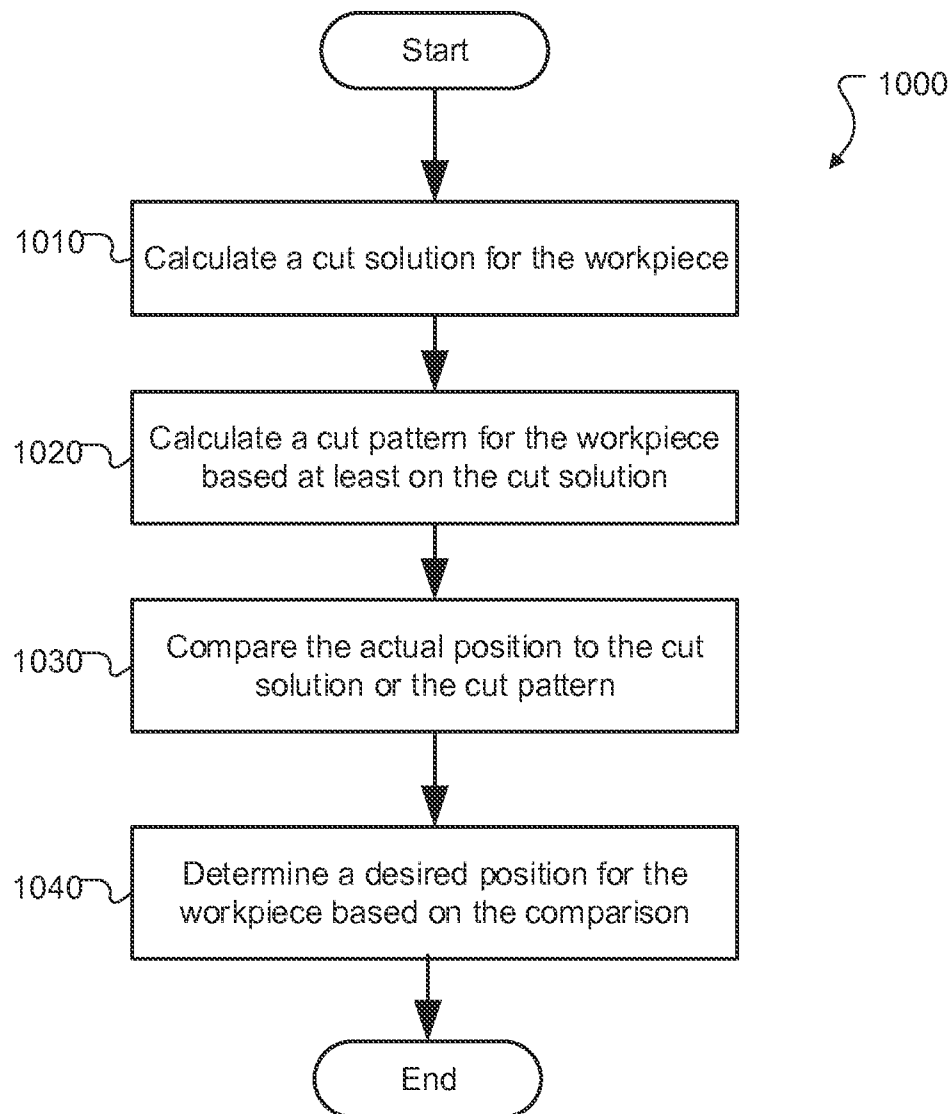 Start
1000
1010
Calculate a cut solution for the workpiece
1020
Calculate a cut pattern for the workpiece
based at least on the cut solution
1030
Compare the actual position to the cut
solution or the cut pattern
1040
Determine a desired position for the
workpiece based on the comparison
End